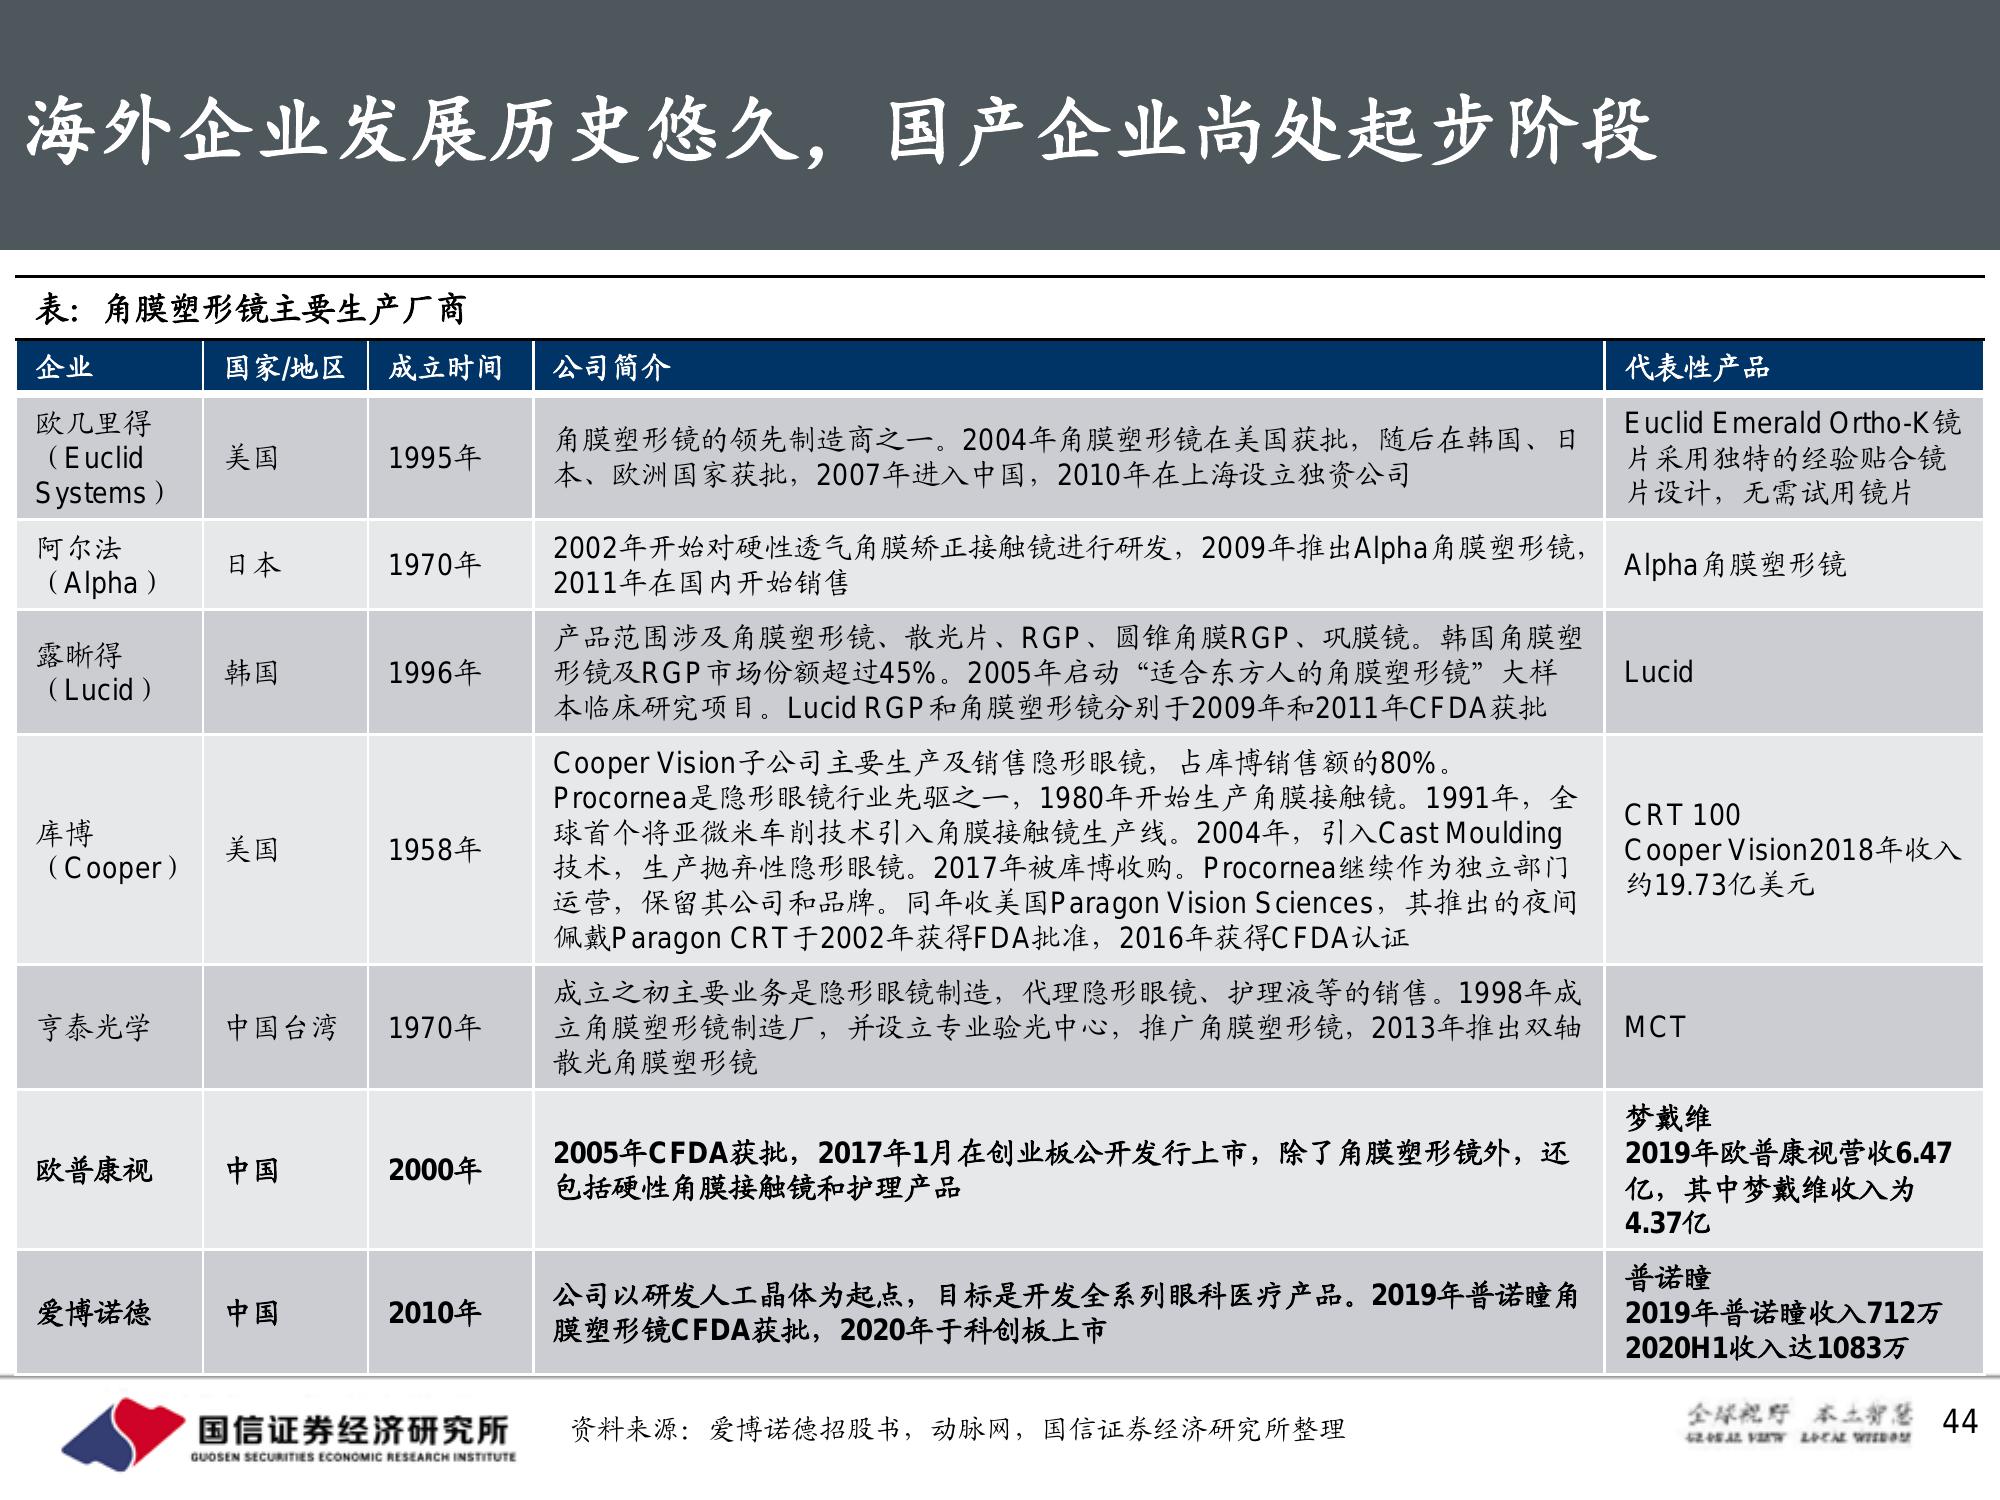 海外企业发展历史悠久，国产企业尚处起步阶段
表：角膜塑形镜主要生产厂商
企业 国家/地区 成立时间 公司简介 代表性产品
欧几里得
（Euclid
Systems）
美国
1995年
角膜塑形镜的领先制造商之一。2004年角膜塑形镜在美国获批，随后在韩国、日
本、欧洲国家获批，2007年进入中国，2010年在上海设立独资公司
Euclid Emerald Ortho-K镜
片采用独特的经验贴合镜
片设计，无需试用镜片
阿尔法
（Alpha）
日本
1970年
2002年开始对硬性透气角膜矫正接触镜进行研发，2009年推出Alpha角膜塑形镜，
2011年在国内开始销售
Alpha角膜塑形镜
露晰得
（Lucid）
韩国
1996年
产品范围涉及角膜塑形镜、散光片、RGP、圆锥角膜RGP、巩膜镜。韩国角膜塑
形镜及RGP市场份额超过45%。2005年启动“适合东方人的角膜塑形镜”大样
本临床研究项目。Lucid RGP和角膜塑形镜分别于2009年和2011年CFDA获批
Lucid
库博
（Cooper）
美国
1958年
Cooper Vision子公司主要生产及销售隐形眼镜，占库博销售额的80%。
Procornea是隐形眼镜行业先驱之一，1980年开始生产角膜接触镜。1991年，全
球首个将亚微米车削技术引入角膜接触镜生产线。2004年，引入Cast Moulding
技术，生产抛弃性隐形眼镜。2017年被库博收购。Procornea继续作为独立部门
运营，保留其公司和品牌。同年收美国Paragon Vision Sciences，其推出的夜间
佩戴Paragon CRT于2002年获得FDA批准，2016年获得CFDA认证
CRT 100
Cooper Vision2018年收入
约19.73亿美元
亨泰光学
中国台湾
1970年
成立之初主要业务是隐形眼镜制造，代理隐形眼镜、护理液等的销售。1998年成
立角膜塑形镜制造厂，并设立专业验光中心，推广角膜塑形镜，2013年推出双轴
散光角膜塑形镜
MCT
欧普康视
中国
2000年
2005年CFDA获批，2017年1月在创业板公开发行上市，除了角膜塑形镜外，还
包括硬性角膜接触镜和护理产品
梦戴维
2019年欧普康视营收6.47
亿，其中梦戴维收入为
4.37亿
爱博诺德
中国
2010年
公司以研发人工晶体为起点，目标是开发全系列眼科医疗产品。2019年普诺瞳角
膜塑形镜CFDA获批，2020年于科创板上市
普诺瞳
2019年普诺瞳收入712万
2020H1收入达1083万
国信证券经济研究所
GUOSEN SECURITIES ECONOMIC RESEARCH INSTITUTE
资料来源：爱博诺德招股书，动脉网，国信证券经济研究所整理
全球视野 本土智慧
GLOBAL VIEW LOCAL WISDOM
44